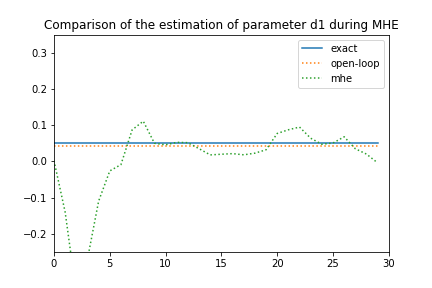 Comparison of the estimation of parameter d1 during MHE
exact
open-loop
mhe
0.3
0.2
0.1
0.0
−0.1
−0.2
0 5 10 15 20 25 30